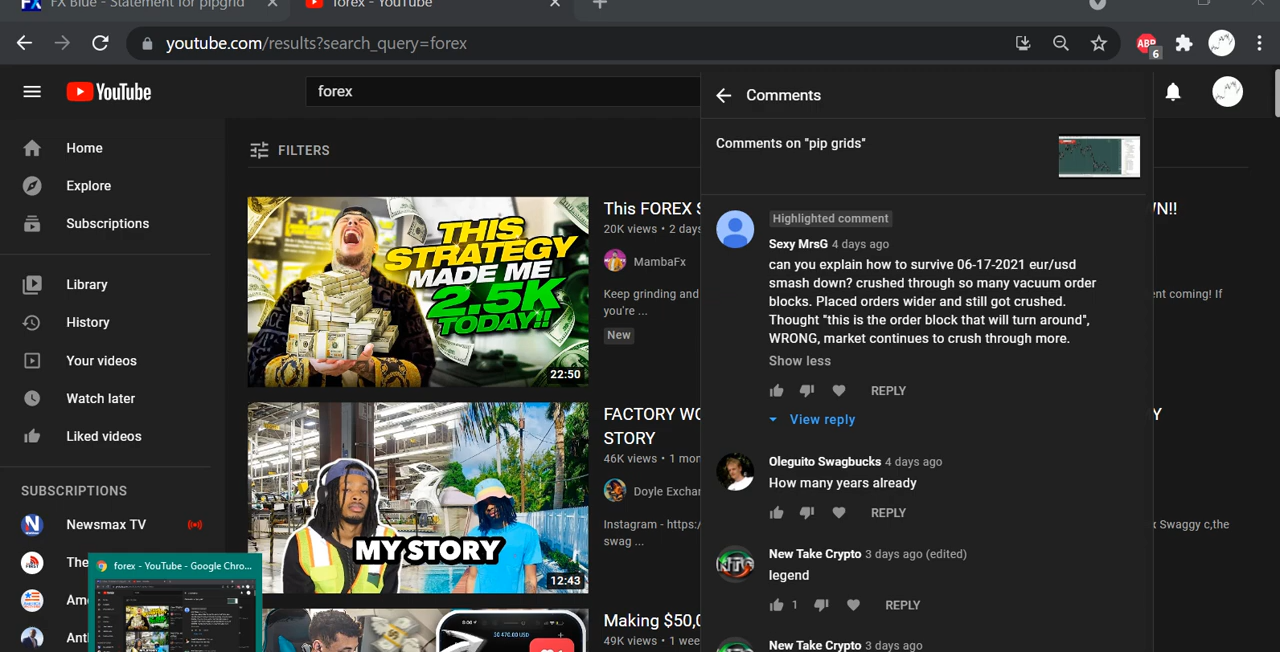 FX Blue - Statement for pipgrid
forex - YouTube
youtube.com/results?search_query=forex
ABP
6
YouTube
forex
Comments
Home
Explore
Subscriptions
Library
History
Your videos
Watch later
Liked videos
SUBSCRIPTIONS
Newsmax TV
The
Am
Ant
forex - YouTube - Google Chro...
FILTERS
THIS
STRATEGY
MADE ME
2.5K
TODAY!!
22:50
This FOREX S
WN!!
20K views • 2 days
MambaFx
Keep grinding and
ent coming! If
you're ...
New
MY STORY
12:43
FACTORY WO
Y
STORY
46K views • 1 mon
Doyle Exchan
Instagram - https:/
x Swaggy c,the
swag ...
Making $50,0
49K views • 1 wee
Comments on "pip grids"
Highlighted comment
Sexy MrsG 4 days ago
can you explain how to survive 06-17-2021 eur/usd
smash down? crushed through so many vacuum order
blocks. Placed orders wider and still got crushed.
Thought "this is the order block that will turn around",
WRONG, market continues to crush through more.
Show less
REPLY
View reply
Oleguito Swagbucks 4 days ago
How many years already
REPLY
New Take Crypto 3 days ago (edited)
legend
1
REPLY
New Take Crypto 3 days ago